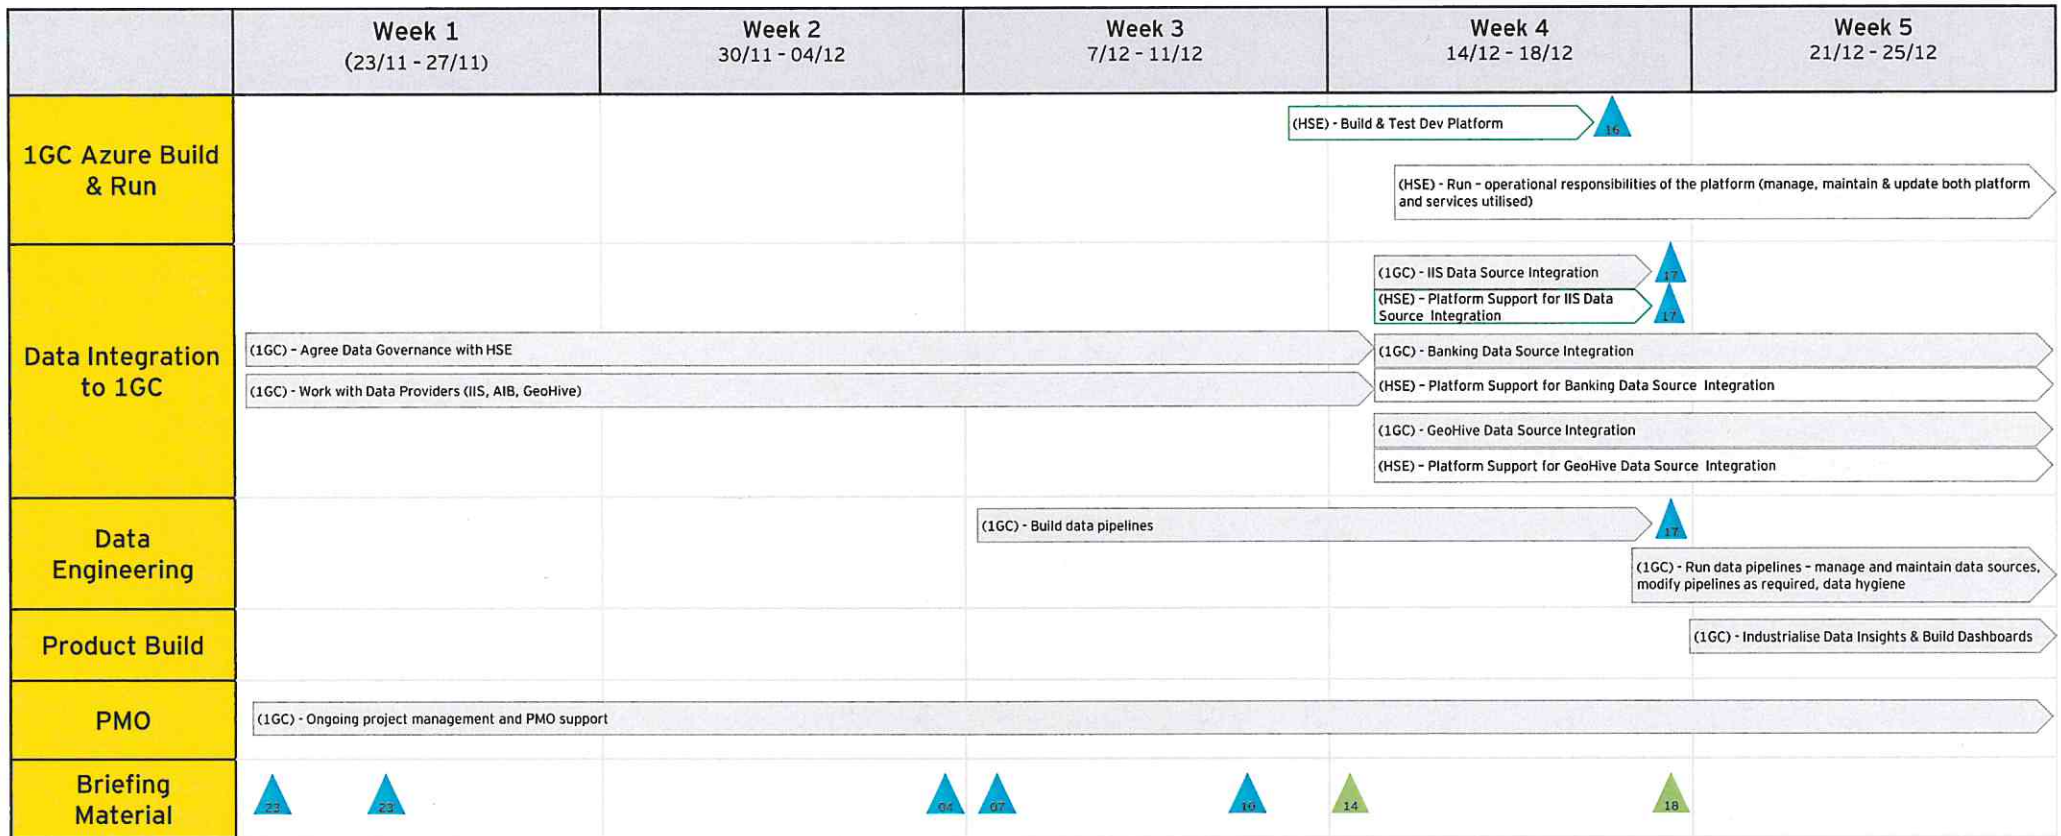 Week 1
(23/11 - 27/11)
Week 2
30/11 - 04/12
Week 3
7/12 - 11/12
Week 4
14/12 - 18/12
Week 5
21/12 - 25/12
1GC Azure Build
& Run
(HSE) - Build & Test Dev Platform
16
(HSE) - Run - operational responsibilities of the platform (manage, maintain & update both platform
and services utilised)
Data Integration
to 1GC
(1GC) - IIS Data Source Integration
17
(HSE) - Platform Support for IIS Data
Source Integration
17
(1GC) - Agree Data Governance with HSE
(1GC) - Banking Data Source Integration
(1GC) - Work with Data Providers (IIS, AIB, GeoHive)
(HSE) - Platform Support for Banking Data Source Integration
(1GC) - GeoHive Data Source Integration
(HSE) - Platform Support for GeoHive Data Source Integration
Data
Engineering
(1GC) - Build data pipelines
17
(1GC) - Run data pipelines - manage and maintain data sources,
modify pipelines as required, data hygiene
Product Build
(1GC) - Industrialise Data Insights & Build Dashboards
PMO
(1GC) - Ongoing project management and PMO support
Briefing
Material
23
23
04
07
10
14
18